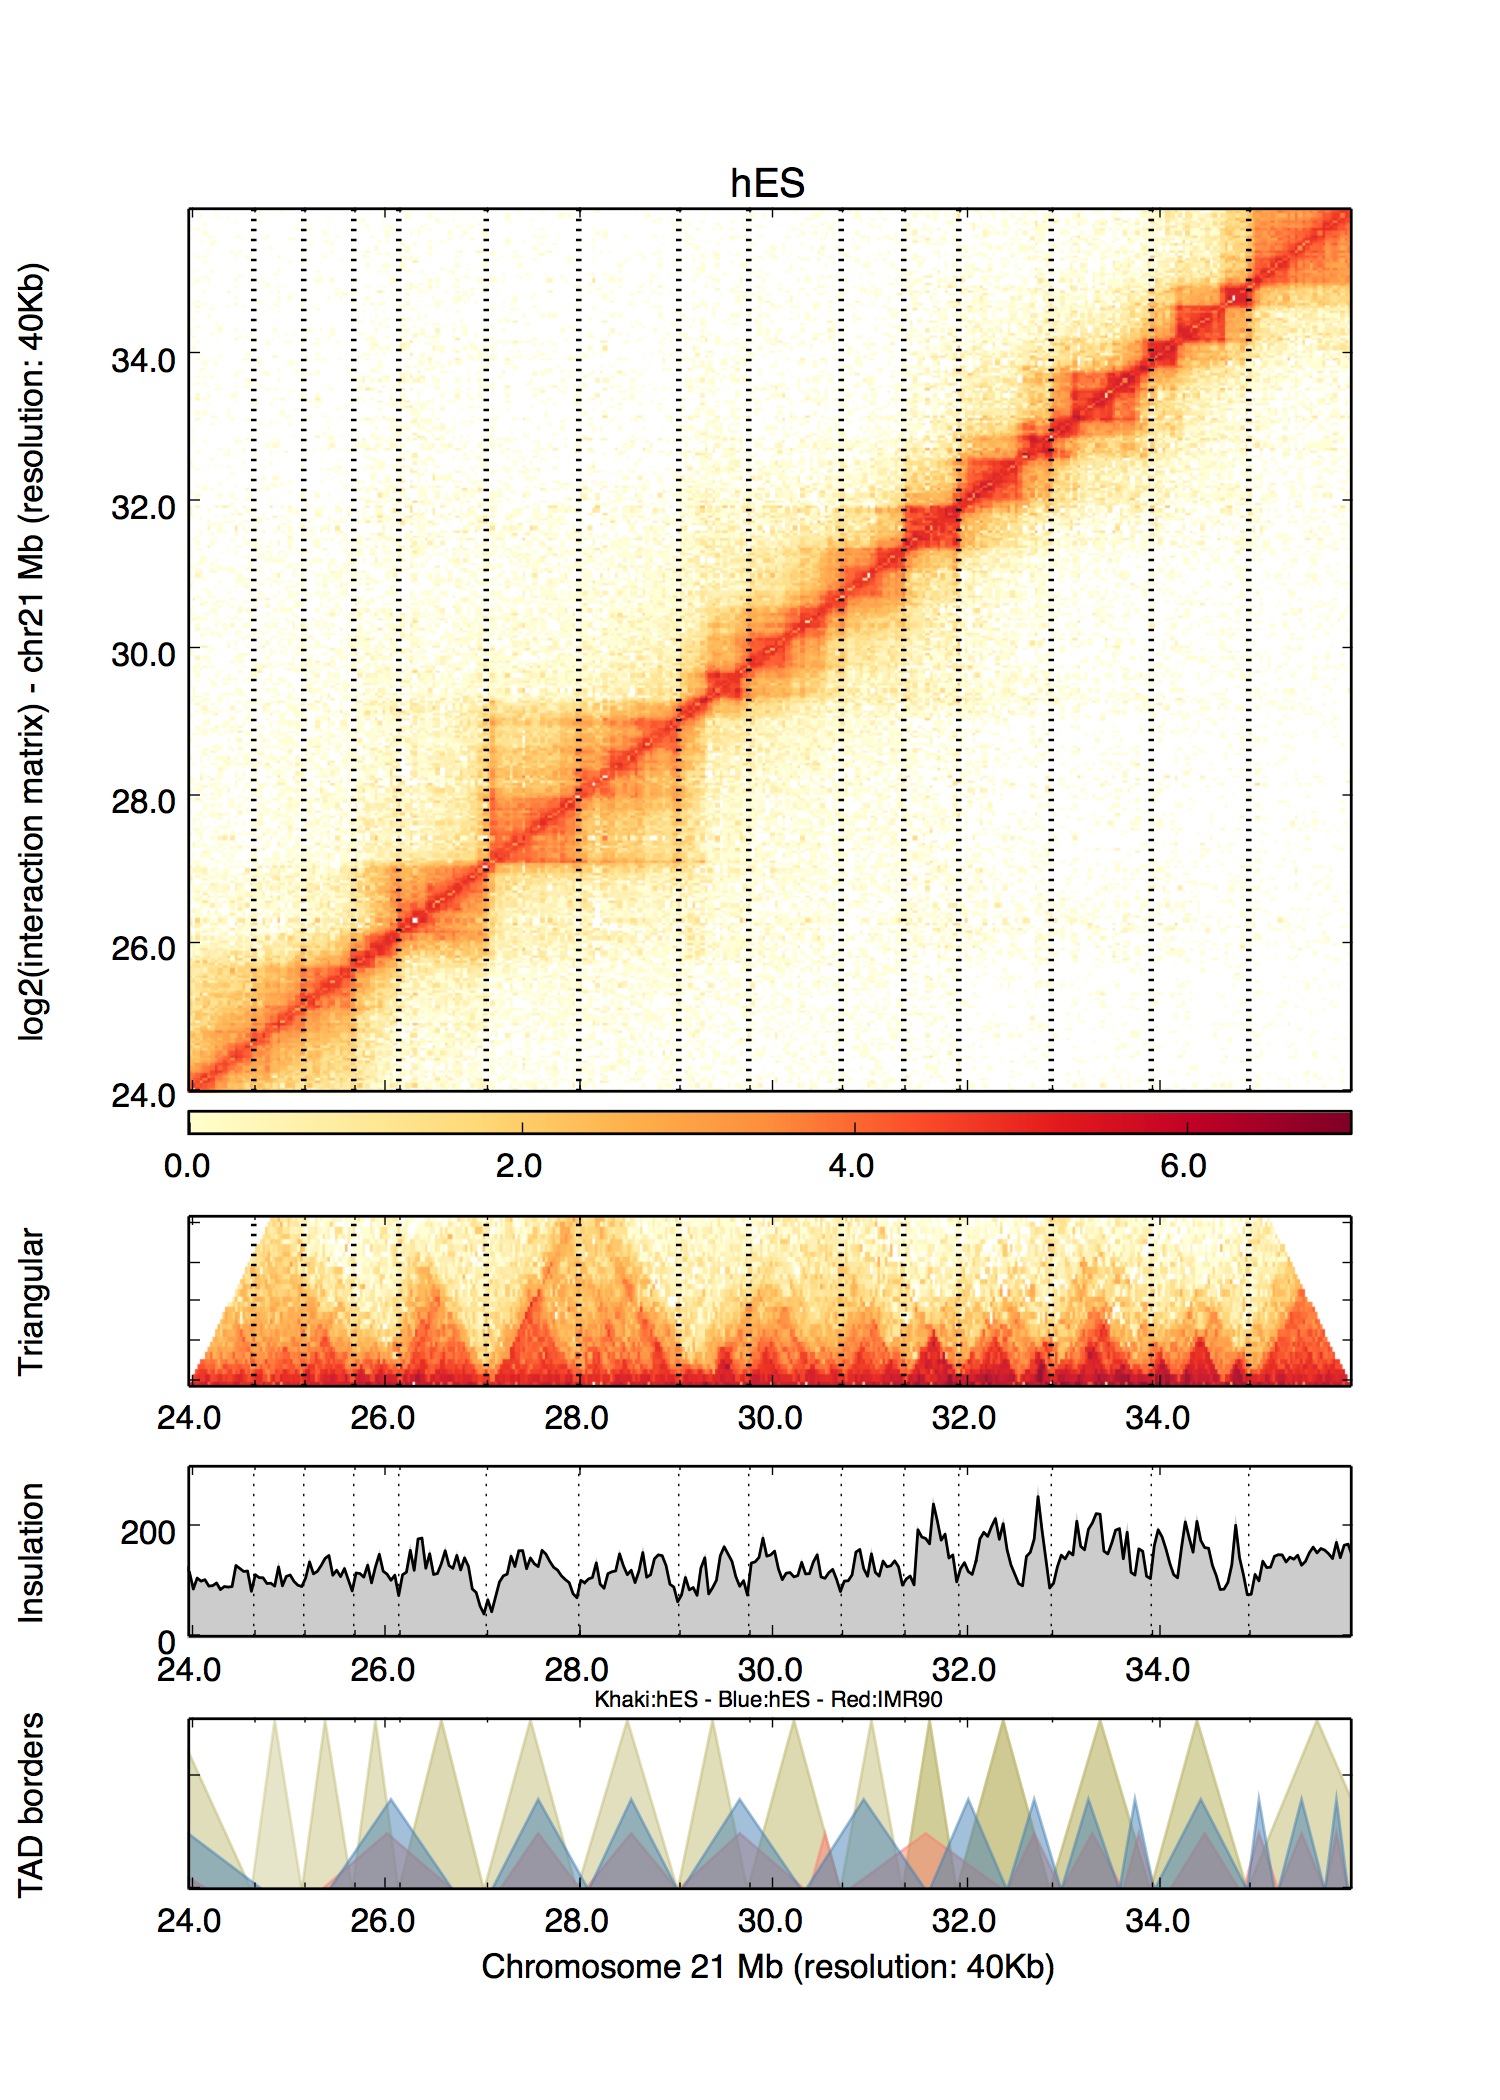 hES
log2(interaction matrix) - chr21 Mb (resolution: 40Kb)
34.0
32.0
30.0
28.0
26.0
24.0
0.0 2.0 4.0 6.0
Triangular
24.0 26.0 28.0 30.0 32.0 34.0
Insulation
200
0
24.0 26.0 28.0 30.0 32.0 34.0
Khaki:hES - Blue:hES - Red:IMR90
TAD borders
24.0 26.0 28.0 30.0 32.0 34.0
Chromosome 21 Mb (resolution: 40Kb)